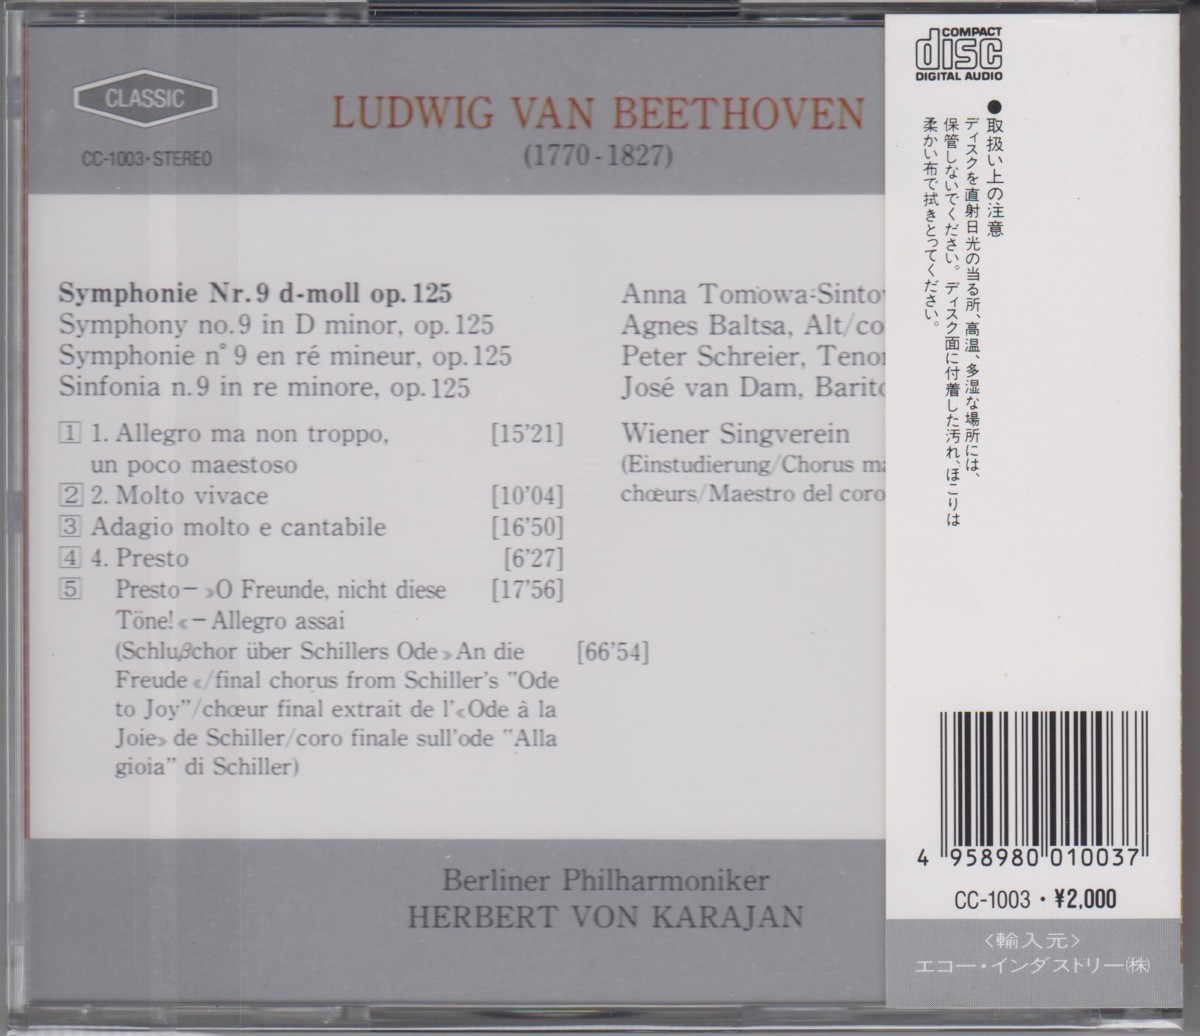 CLASSIC
CC-1003・STEREO
LUDWIG VAN BEETHOVEN
(1770-1827)
Symphonie Nr. 9 d-moll op. 125
Symphony no. 9 in D minor, op. 125
Symphonie n° 9 en ré mineur, op. 125
Sinfonia n. 9 in re minore, op. 125
1 1. Allegro ma non troppo, [15'21]
un poco maestoso
2 2. Molto vivace [10'04]
3 Adagio molto e cantabile [16'50]
4 4. Presto [6'27]
5 Presto– »O Freunde, nicht diese [17'56]
Töne!«–Allegro assai
(Schlußchor über Schillers Ode »An die [66'54]
Freude«/final chorus from Schiller's "Ode
to Joy"/chœur final extrait de l'«Ode à la
Joie» de Schiller/coro finale sull'ode "Alla
gioia" di Schiller)
Anna Tomowa-Sinto
Agnes Baltsa, Alt/co
Peter Schreier, Tenor
José van Dam, Barito
Wiener Singverein
(Einstudierung/Chorus ma
chœurs/Maestro del coro
Berliner Philharmoniker
HERBERT VON KARAJAN
COMPACT
disc
DIGITAL AUDIO
●取扱い上の注意
ディスクを直射日光の当る所、高温、多湿な場所には、
保管しないでください。ディスク面に付着した汚れ、ほこりは
柔かい布で拭きとってください。
4 958980 010037
CC-1003・¥2,000
〈輸入元〉
エコー・インダストリー㈱